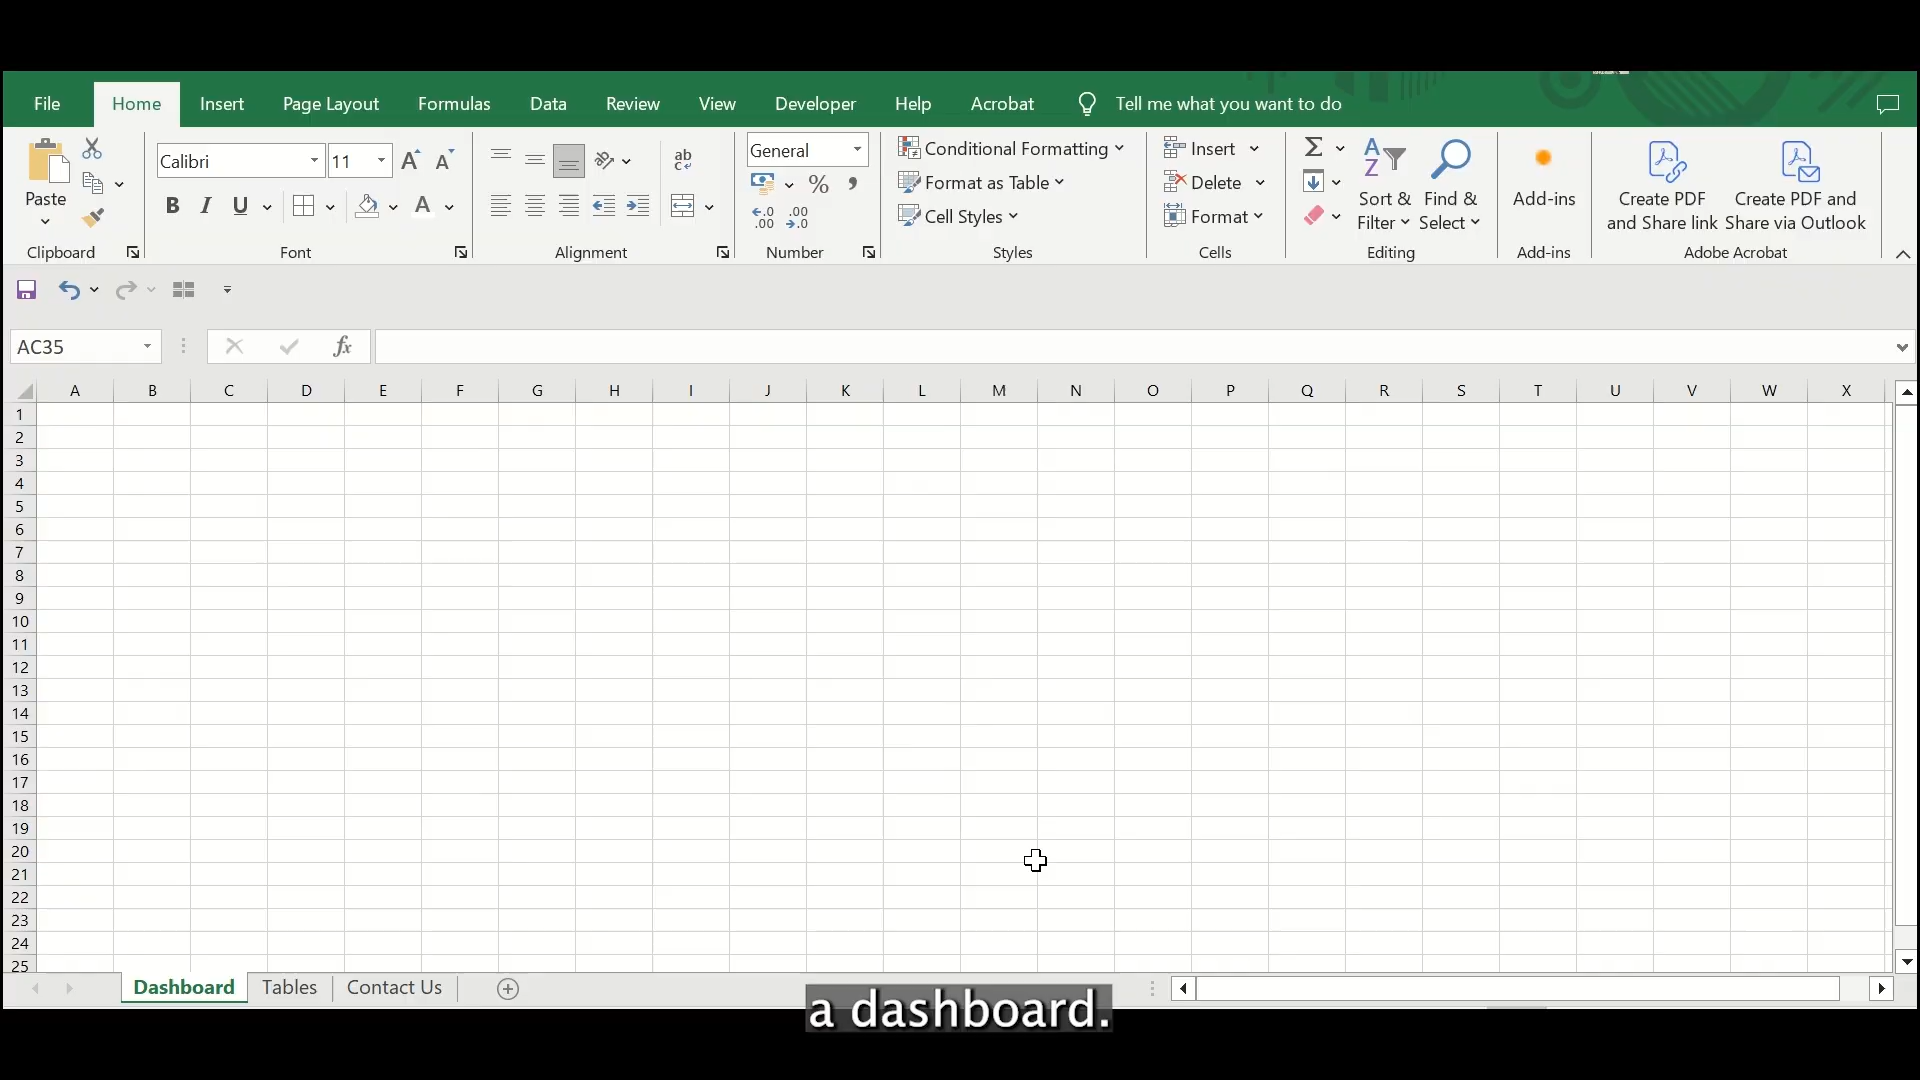 File Home Insert Page Layout Formulas Data Review View Developer Help Acrobat Tell me what you want to do
Paste
Clipboard
Calibri 11
B I U A
Font
ab
Alignment
General
% ,
Number
Conditional Formatting
Format as Table
Cell Styles
Styles
Insert
Delete
Format
Cells
Σ
Sort &
Filter
Find &
Select
Editing
Add-ins
Add-ins
Create PDF
and Share link
Create PDF and
Share via Outlook
Adobe Acrobat
AC35 fx
A B C D E F G H I J K L M N O P Q R S T U V W X
1
2
3
4
5
6
7
8
9
10
11
12
13
14
15
16
17
18
19
20
21
22
23
24
25
Dashboard Tables Contact Us
a dashboard.